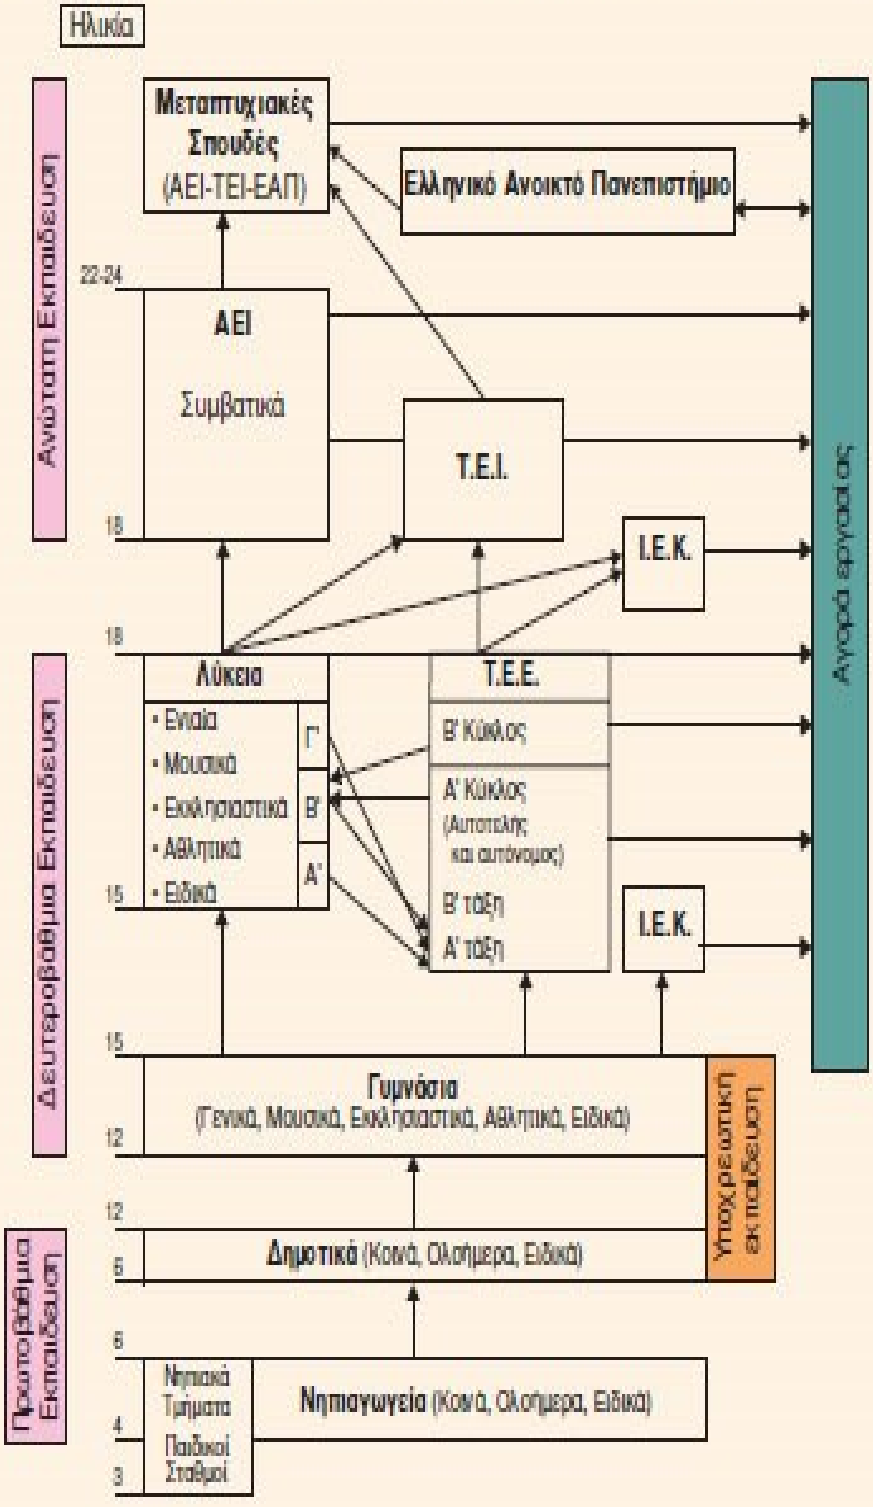 Ηλικία
Μεταπτυχιακές
Σπουδές
(ΑΕΙ-ΤΕΙ-ΕΑΠ)
Ελληνικό Ανοικτό Πανεπιστήμιο
Ανώτατη Εκπαίδευση
22-24
ΑΕΙ
Συμβατικά
Τ.Ε.Ι.
18
Ι.Ε.Κ.
Αγορά εργασίας
18
Λύκεια
• Ενιαία
• Μουσικά
• Εκκλησιαστικά
• Αθλητικά
• Ειδικά
Γ'
Β'
Α'
Τ.Ε.Ε.
Β' Κύκλος
Α' Κύκλος
(Αυτοτελής
και αυτόνομος)
Β' τάξη
Α' τάξη
Ι.Ε.Κ.
15
Δευτεροβάθμια Εκπαίδευση
15
Γυμνάσια
(Γενικά, Μουσικά, Εκκλησιαστικά, Αθλητικά, Ειδικά)
12
Υποχρεωτική
εκπαίδευση
12
Δημοτικά (Κοινά, Ολοήμερα, Ειδικά)
6
Πρωτοβάθμια
Εκπαίδευση
6
Νηπιακά
Τμήματα
Νηπιαγωγεία (Κοινά, Ολοήμερα, Ειδικά)
4
Παιδικοί
Σταθμοί
3